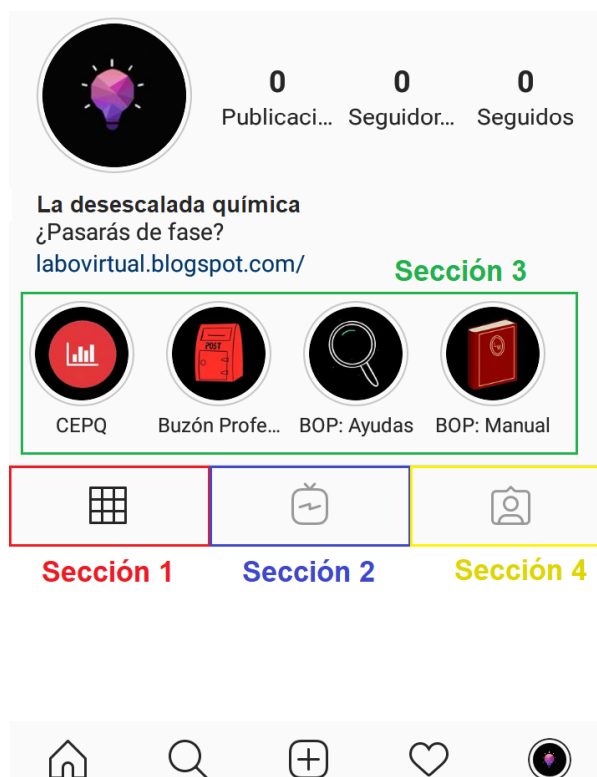 0 0 0
Publicaci... Seguidor... Seguidos
La desescalada química
¿Pasarás de fase?
labovirtual.blogspot.com/
Sección 3
POST
CEPQ Buzón Profe... BOP: Ayudas BOP: Manual
Sección 1 Sección 2 Sección 4